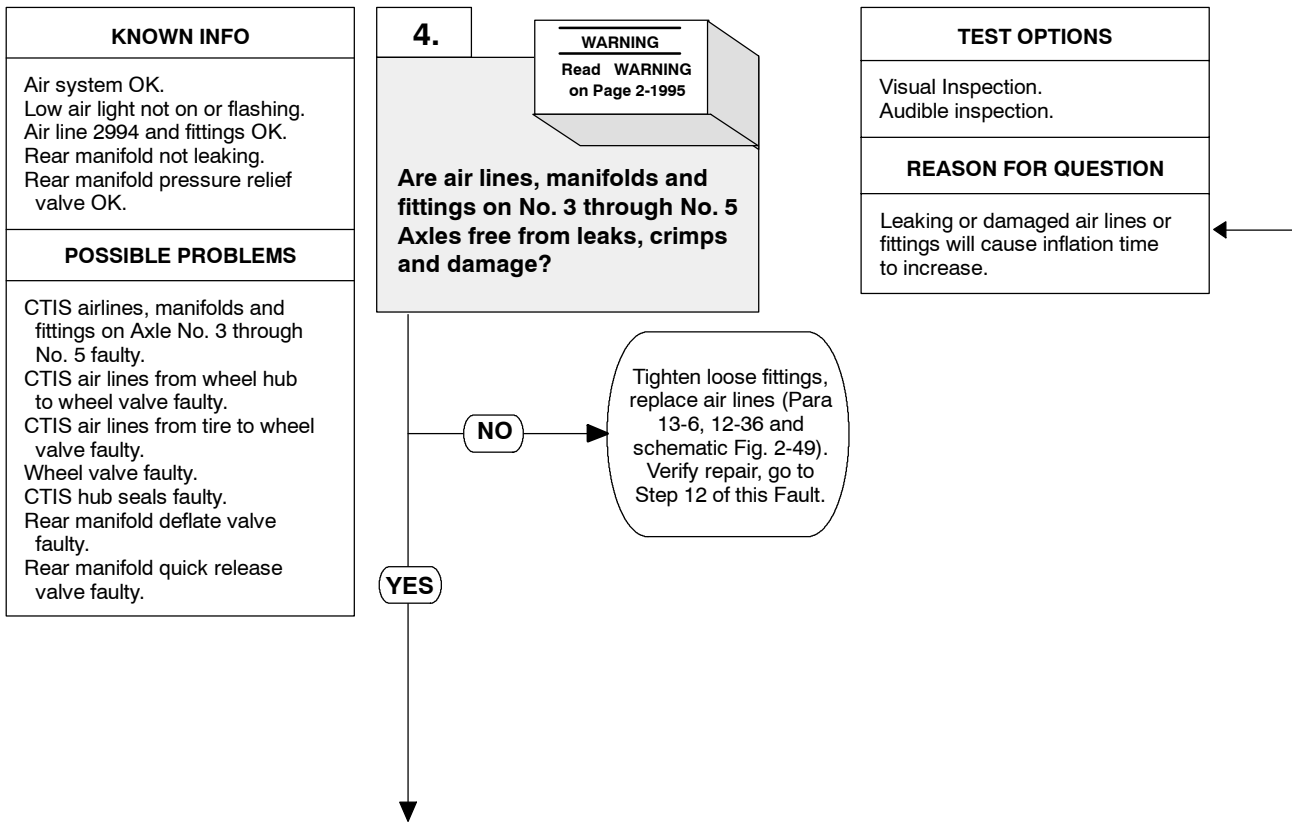 KNOWN INFO
Air system OK.
Low air light not on or flashing.
Air line 2994 and fittings OK.
Rear manifold not leaking.
Rear manifold pressure relief
valve OK.
POSSIBLE PROBLEMS
CTIS airlines, manifolds and
fittings on Axle No. 3 through
No. 5 faulty.
CTIS air lines from wheel hub
to wheel valve faulty.
CTIS air lines from tire to wheel
valve faulty.
Wheel valve faulty.
CTIS hub seals faulty.
Rear manifold deflate valve
faulty.
Rear manifold quick release
valve faulty.
4.
WARNING
Read WARNING
on Page 2-1995
Are air lines, manifolds and
fittings on No. 3 through No. 5
Axles free from leaks, crimps
and damage?
NO
Tighten loose fittings,
replace air lines (Para
13-6, 12-36 and
schematic Fig. 2-49).
Verify repair, go to
Step 12 of this Fault.
YES
TEST OPTIONS
Visual Inspection.
Audible inspection.
REASON FOR QUESTION
Leaking or damaged air lines or
fittings will cause inflation time
to increase.